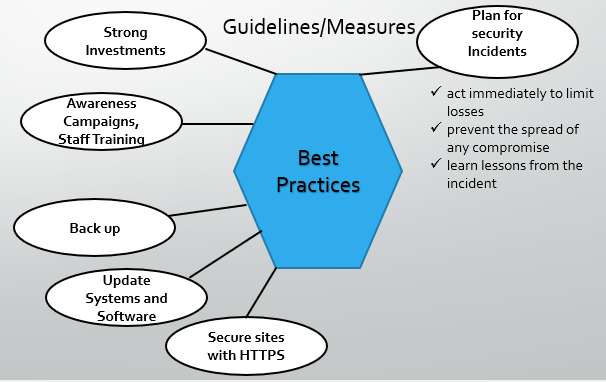 Guidelines/Measures
Strong
Investments
Awareness
Campaigns,
Staff Training
Back up
Update
Systems and
Software
Secure sites
with HTTPS
Best
Practices
Plan for
security
Incidents
✓ act immediately to limit
losses
✓ prevent the spread of
any compromise
✓ learn lessons from the
incident